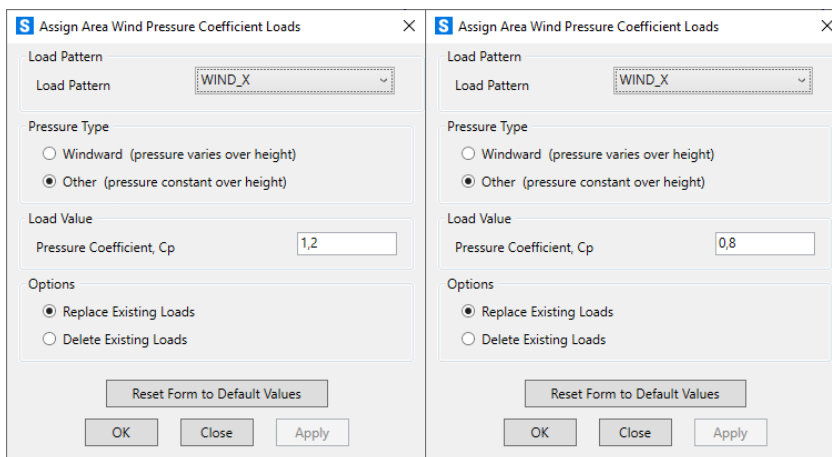 S Assign Area Wind Pressure Coefficient Loads
Load Pattern
Load Pattern WIND_X
Pressure Type
Windward (pressure varies over height)
Other (pressure constant over height)
Load Value
Pressure Coefficient, Cp 1,2
Options
Replace Existing Loads
Delete Existing Loads
Reset Form to Default Values
OK Close Apply
S Assign Area Wind Pressure Coefficient Loads
Load Pattern
Load Pattern WIND_X
Pressure Type
Windward (pressure varies over height)
Other (pressure constant over height)
Load Value
Pressure Coefficient, Cp 0,8
Options
Replace Existing Loads
Delete Existing Loads
Reset Form to Default Values
OK Close Apply